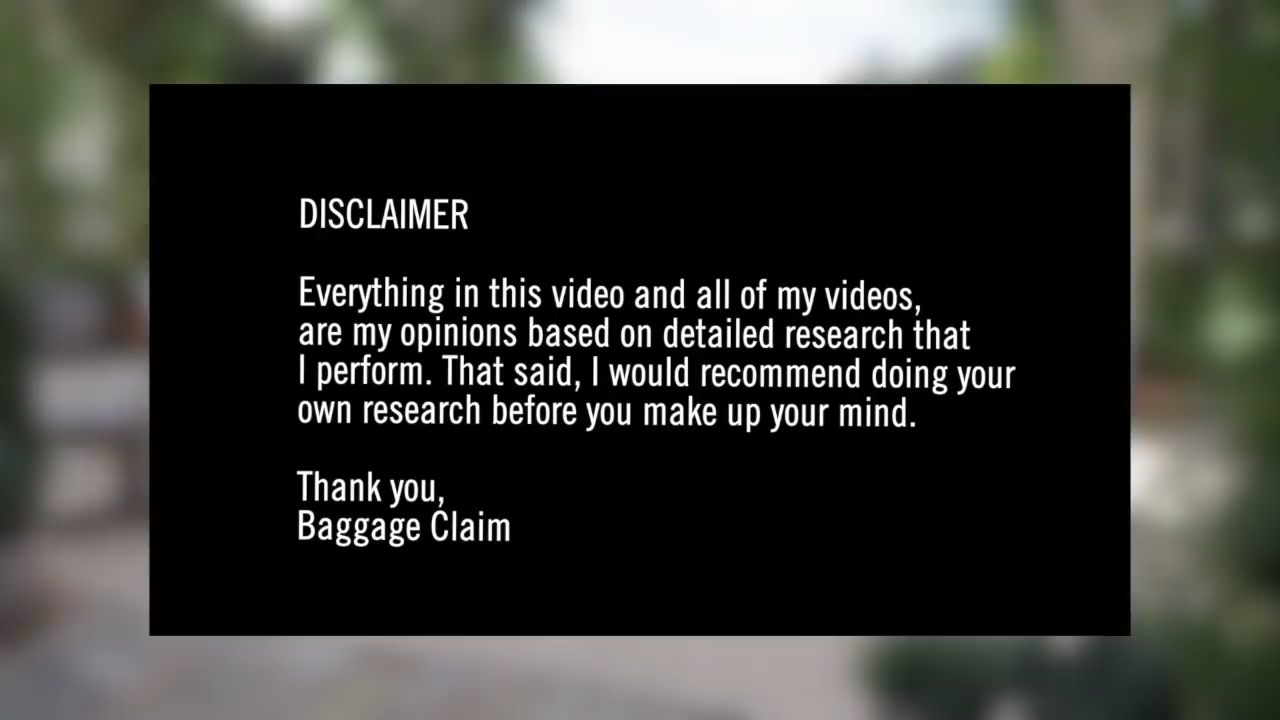 DISCLAIMER
Everything in this video and all of my videos,
are my opinions based on detailed research that
I perform. That said, I would recommend doing your
own research before you make up your mind.
Thank you,
Baggage Claim